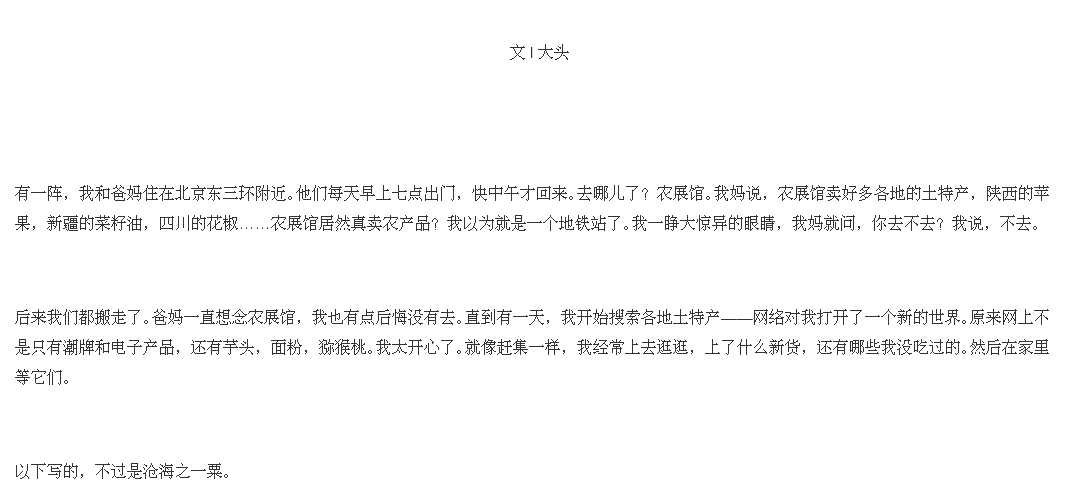 文 | 大头
有一阵，我和爸妈住在北京东三环附近。他们每天早上七点出门，快中午才回来。去哪儿了？农展馆。我妈说，农展馆卖好多各地的土特产，陕西的苹
果，新疆的菜籽油，四川的花椒……农展馆居然真卖农产品？我以为就是一个地铁站了。我一睁大惊异的眼睛，我妈就问，你去不去？我说，不去。
后来我们都搬走了。爸妈一直想念农展馆，我也有点后悔没有去。直到有一天，我开始搜索各地土特产——网络对我打开了一个新的世界。原来网上不
是只有潮牌和电子产品，还有芋头，面粉，猕猴桃。我太开心了。就像赶集一样，我经常上去逛逛，上了什么新货，还有哪些我没吃过的。然后在家里
等它们。
以下写的，不过是沧海之一粟。